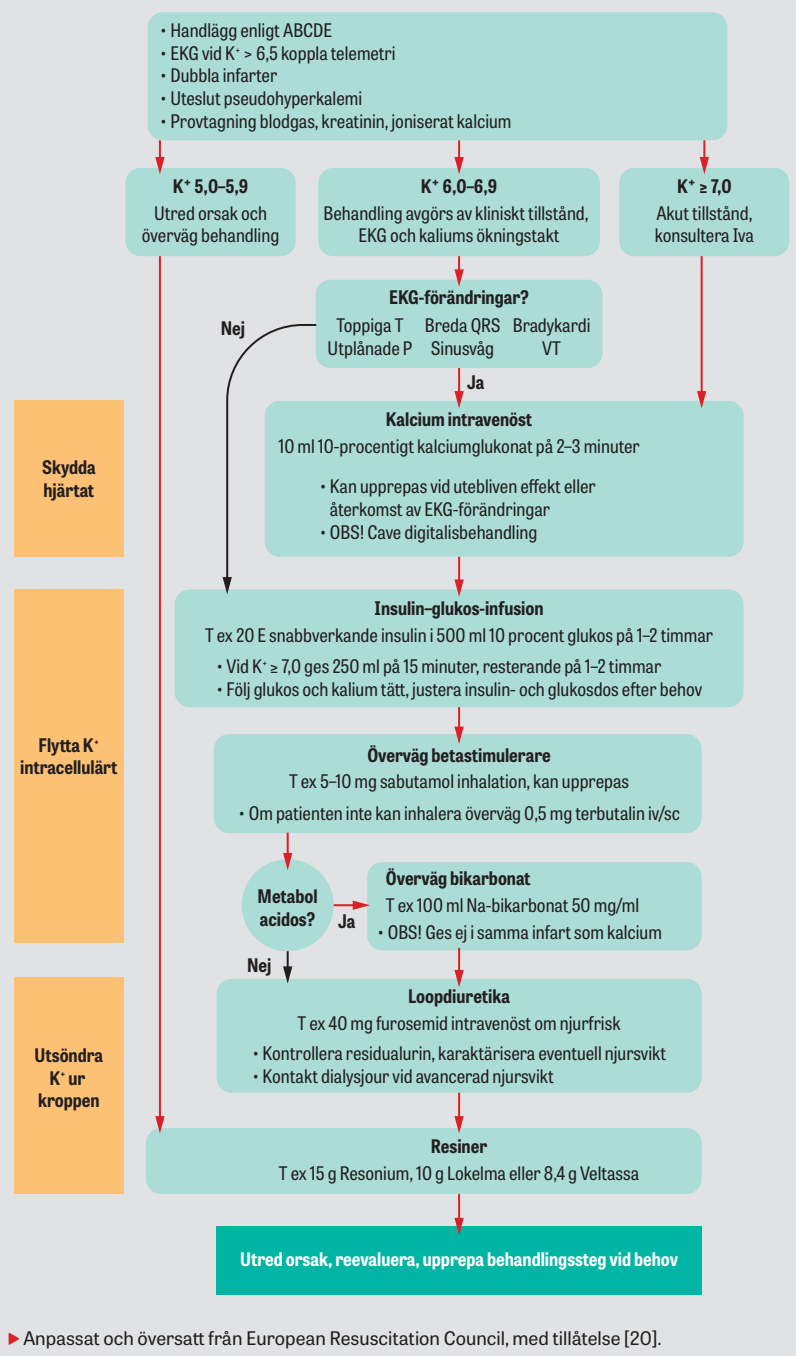 • Handlägg enligt ABCDE
• EKG vid K⁺ > 6,5 koppla telemetri
• Dubbla infarter
• Uteslut pseudohyperkalemi
• Provtagning blodgas, kreatinin, joniserat kalcium
K⁺ 5,0–5,9
Utred orsak och
överväg behandling
K⁺ 6,0–6,9
Behandling avgörs av kliniskt tillstånd,
EKG och kaliums ökningstakt
K⁺ ≥ 7,0
Akut tillstånd,
konsultera Iva
EKG-förändringar?
Toppiga T Breda QRS Bradykardi
Utplånade P Sinusvåg VT
Nej
Ja
Skydda
hjärtat
Kalcium intravenöst
10 ml 10-procentigt kalciumglukonat på 2–3 minuter
• Kan upprepas vid utebliven effekt eller
återkomst av EKG-förändringar
• OBS! Cave digitalisbehandling
Flytta K⁺
intracellulärt
Insulin–glukos-infusion
T ex 20 E snabbverkande insulin i 500 ml 10 procent glukos på 1–2 timmar
• Vid K⁺ ≥ 7,0 ges 250 ml på 15 minuter, resterande på 1–2 timmar
• Följ glukos och kalium tätt, justera insulin- och glukosdos efter behov
Överväg betastimulerare
T ex 5–10 mg sabutamol inhalation, kan upprepas
• Om patienten inte kan inhalera överväg 0,5 mg terbutalin iv/sc
Metabol
acidos?
Ja
Nej
Överväg bikarbonat
T ex 100 ml Na-bikarbonat 50 mg/ml
• OBS! Ges ej i samma infart som kalcium
Utsöndra
K⁺ ur
kroppen
Loopdiuretika
T ex 40 mg furosemid intravenöst om njurfrisk
• Kontrollera residualurin, karaktärisera eventuell njursvikt
• Kontakt dialysjour vid avancerad njursvikt
Resiner
T ex 15 g Resonium, 10 g Lokelma eller 8,4 g Veltassa
Utred orsak, reevaluera, upprepa behandlingssteg vid behov
▶ Anpassat och översatt från European Resuscitation Council, med tillåtelse [20].